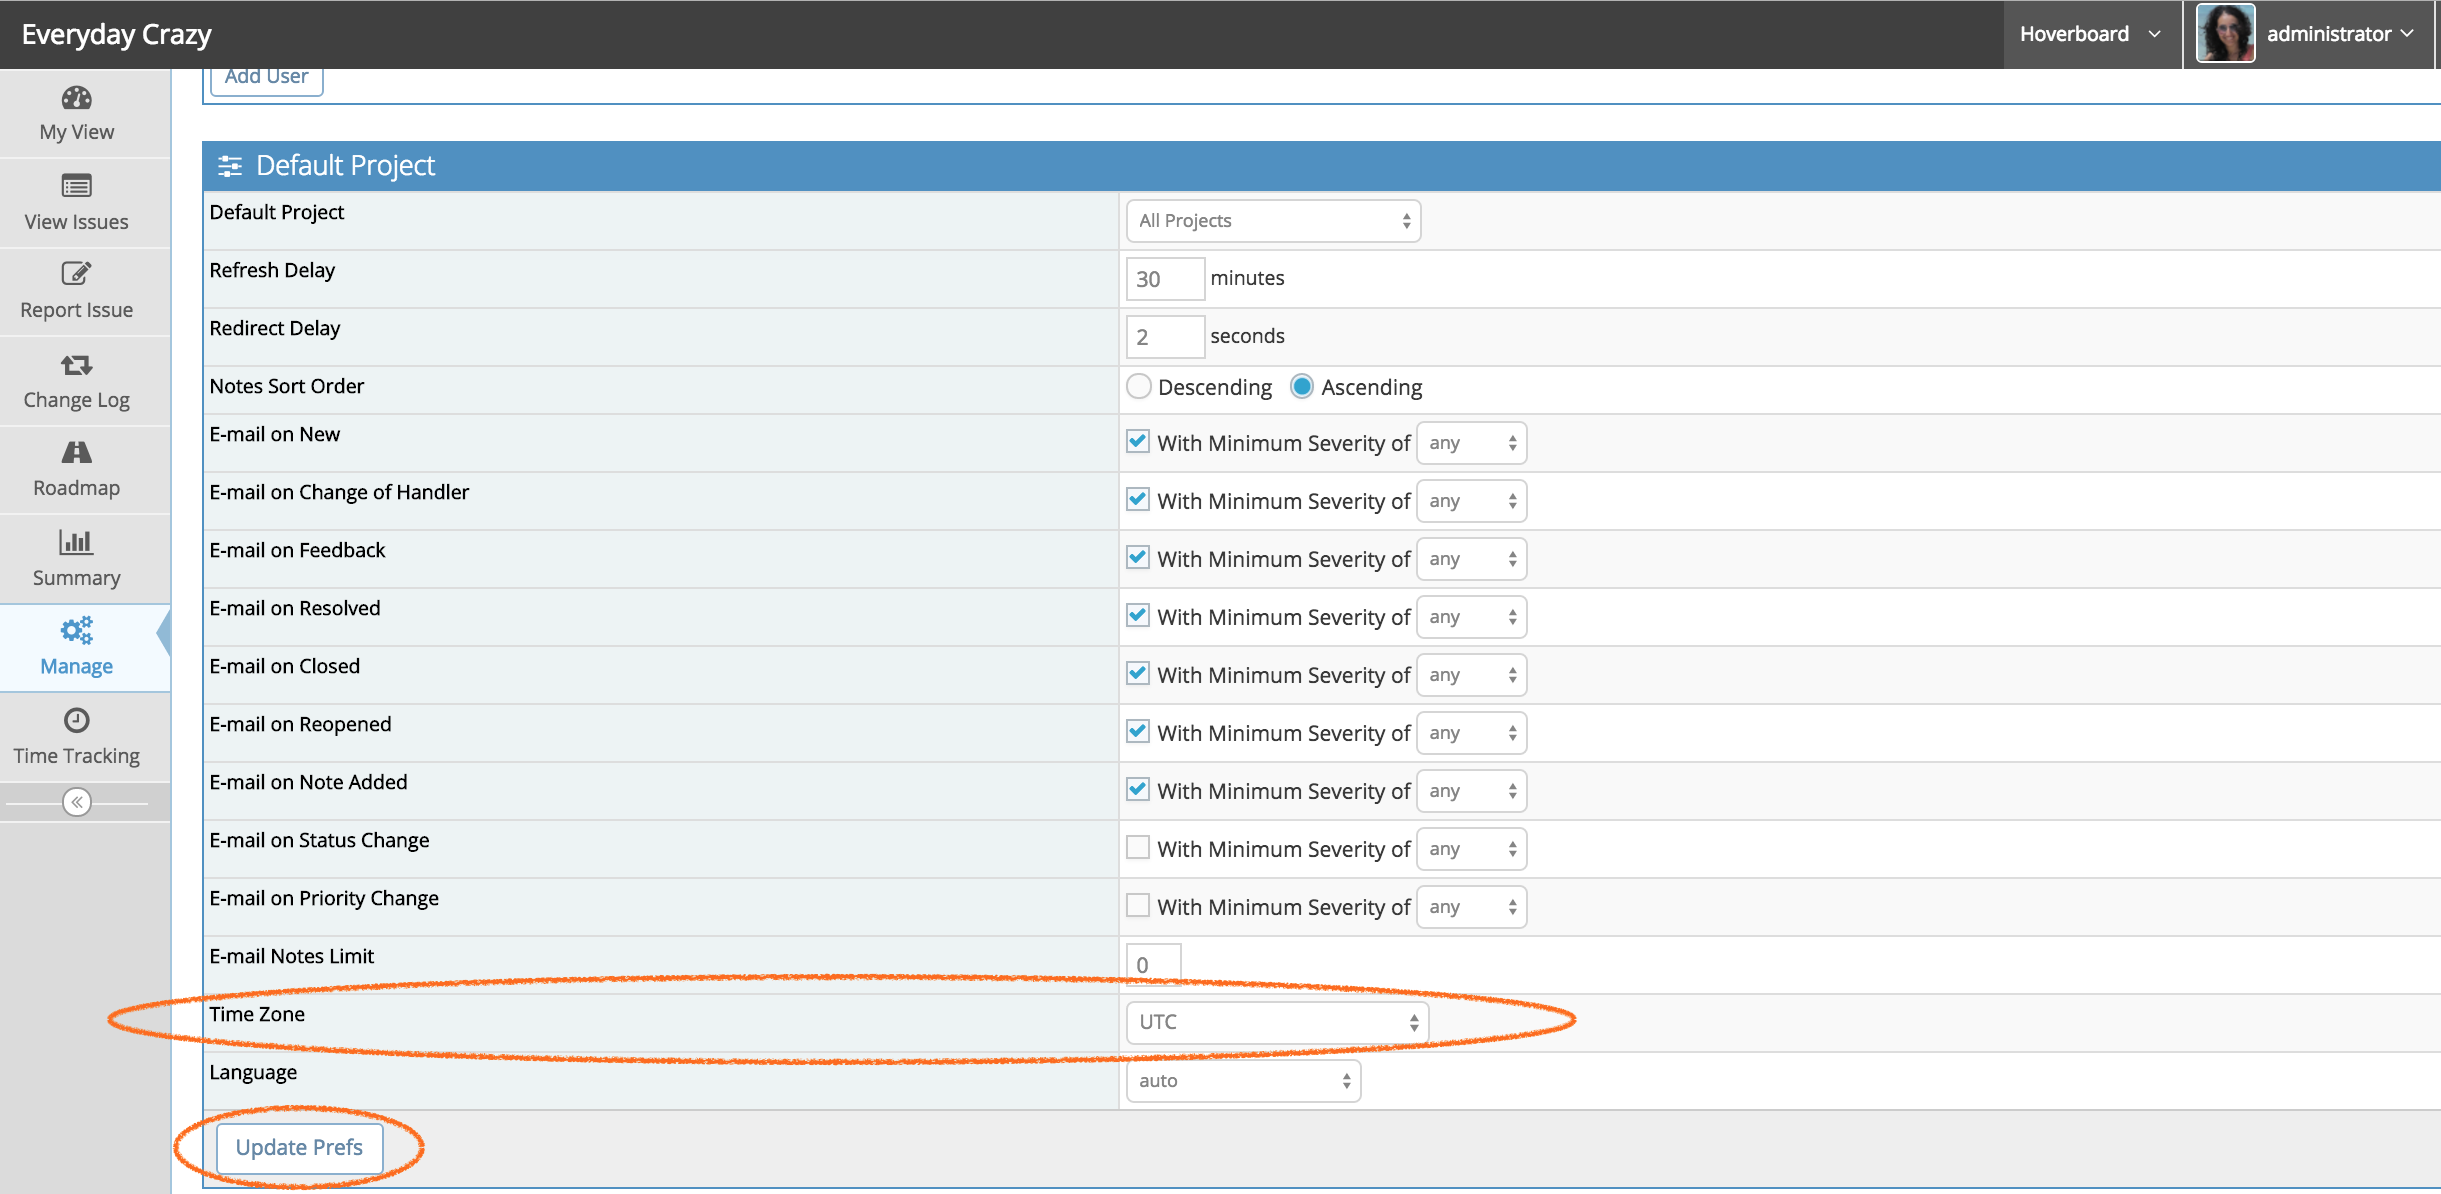 Everyday Crazy
Hoverboard
administrator
Add User
My View
View Issues
Report Issue
Change Log
Roadmap
Summary
Manage
Time Tracking
Default Project
Default Project All Projects
Refresh Delay 30 minutes
Redirect Delay 2 seconds
Notes Sort Order Descending Ascending
E-mail on New With Minimum Severity of any
E-mail on Change of Handler With Minimum Severity of any
E-mail on Feedback With Minimum Severity of any
E-mail on Resolved With Minimum Severity of any
E-mail on Closed With Minimum Severity of any
E-mail on Reopened With Minimum Severity of any
E-mail on Note Added With Minimum Severity of any
E-mail on Status Change With Minimum Severity of any
E-mail on Priority Change With Minimum Severity of any
E-mail Notes Limit 0
Time Zone UTC
Language auto
Update Prefs